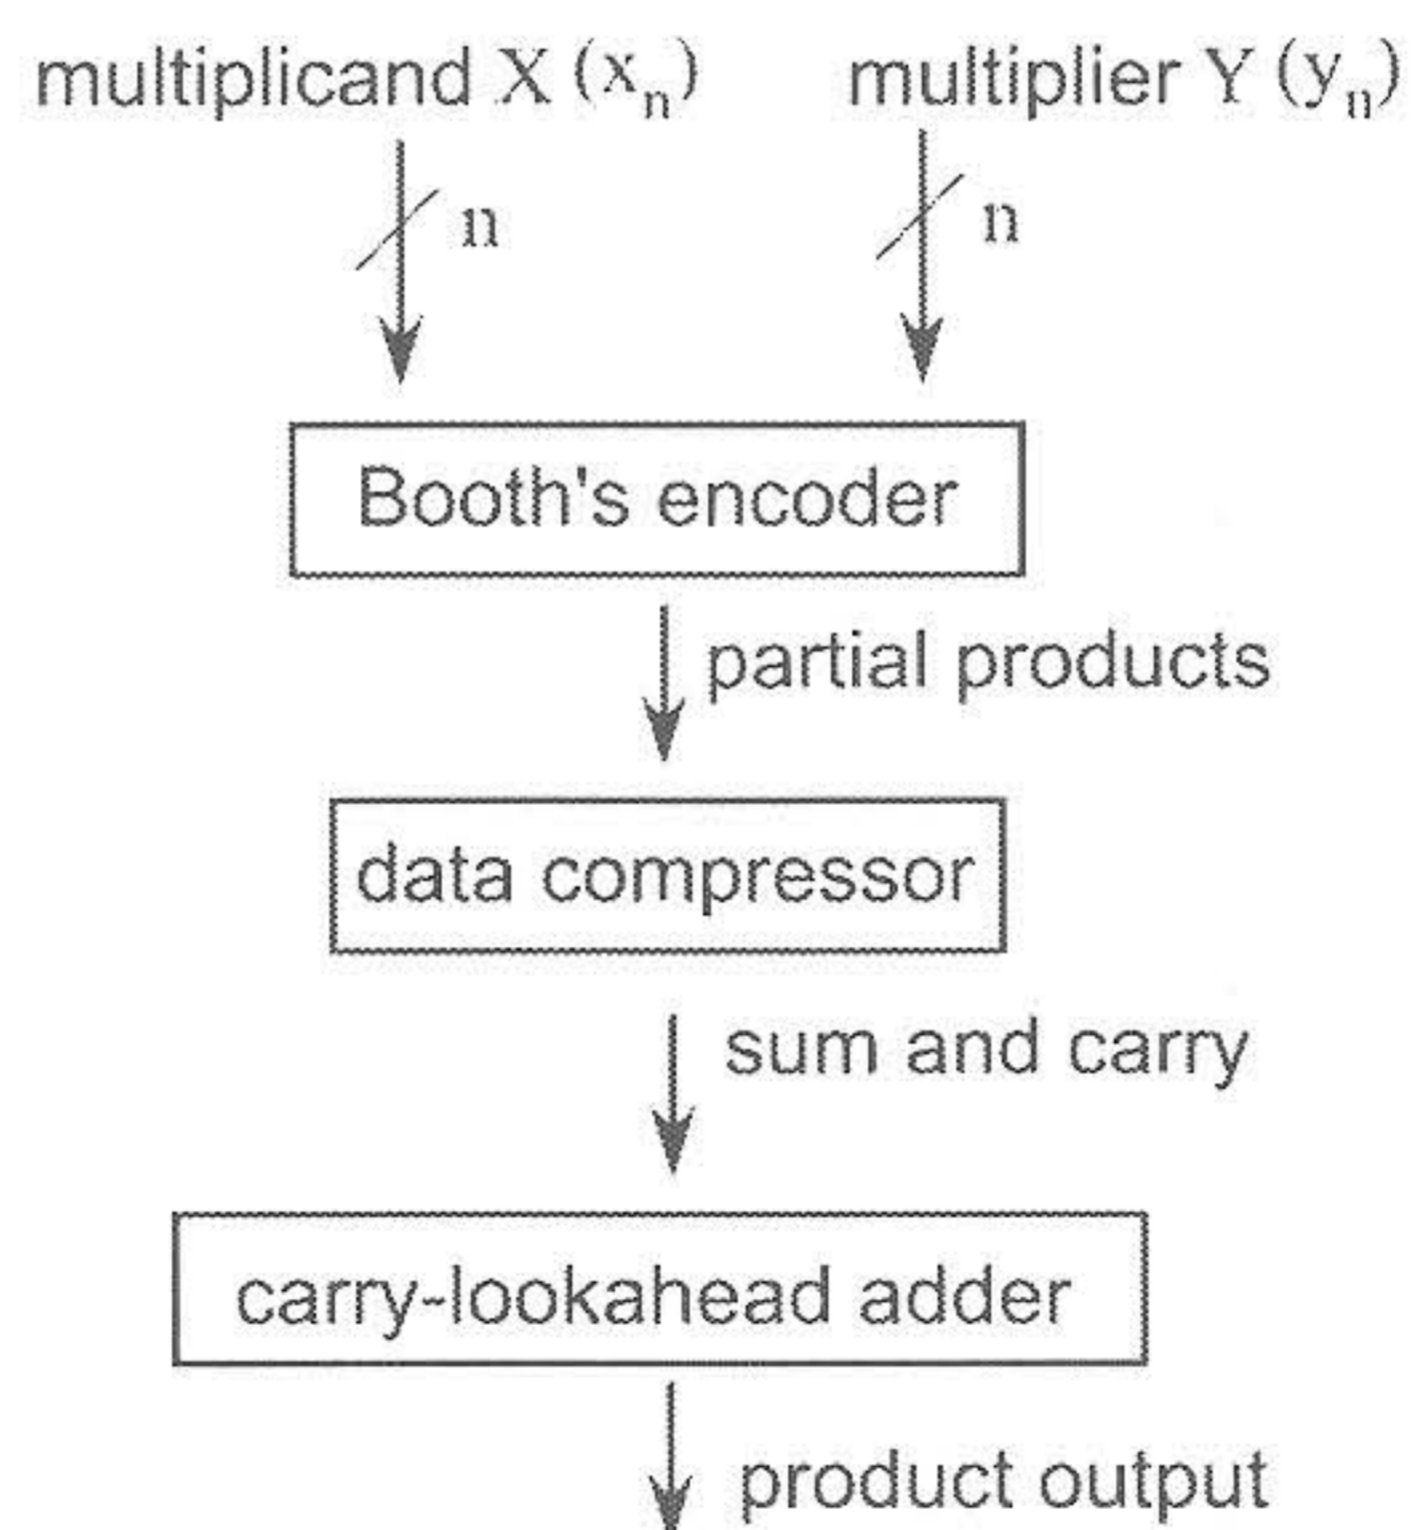 multiplicand X (xn)
multiplier Y (yn)
n
n
Booth's encoder
partial products
data compressor
sum and carry
carry-lookahead adder
product output